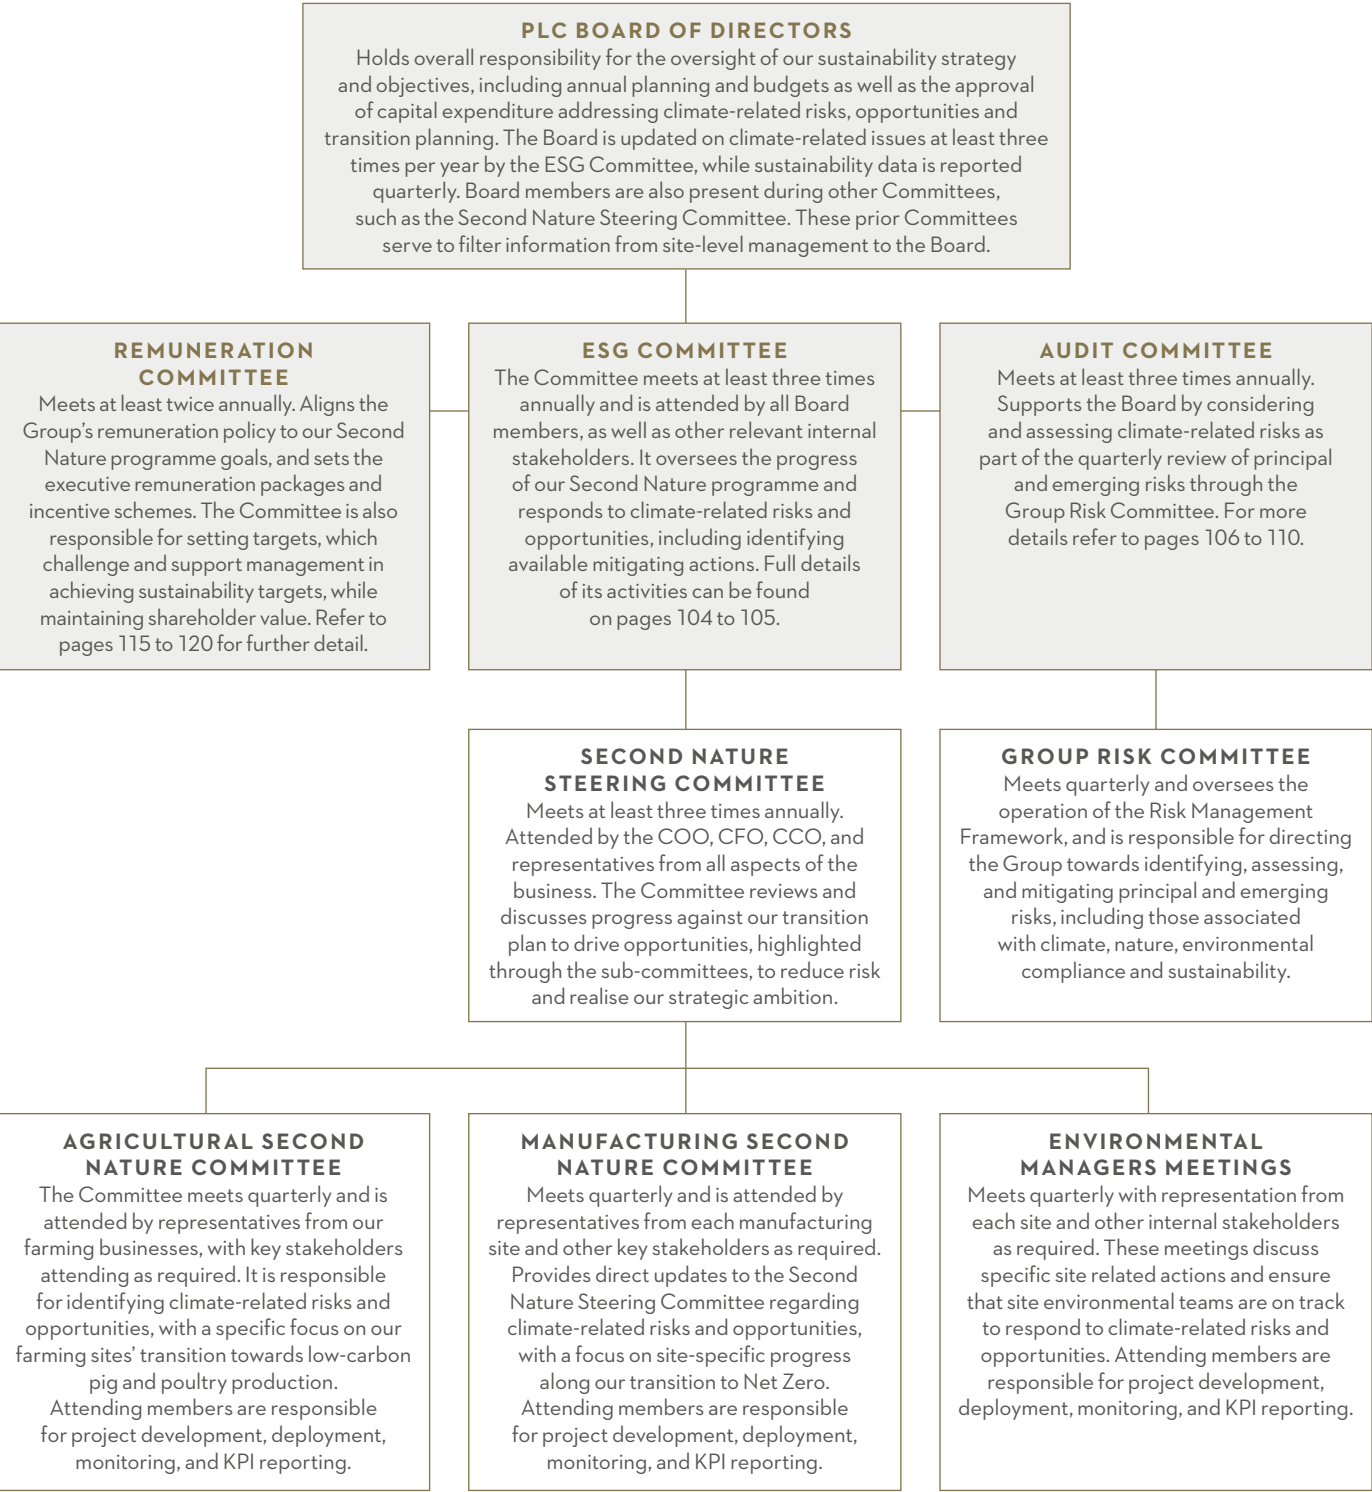 PLC BOARD OF DIRECTORS
Holds overall responsibility for the oversight of our sustainability strategy
and objectives, including annual planning and budgets as well as the approval
of capital expenditure addressing climate-related risks, opportunities and
transition planning. The Board is updated on climate-related issues at least three
times per year by the ESG Committee, while sustainability data is reported
quarterly. Board members are also present during other Committees,
such as the Second Nature Steering Committee. These prior Committees
serve to filter information from site-level management to the Board.
REMUNERATION
COMMITTEE
Meets at least twice annually. Aligns the
Group's remuneration policy to our Second
Nature programme goals, and sets the
executive remuneration packages and
incentive schemes. The Committee is also
responsible for setting targets, which
challenge and support management in
achieving sustainability targets, while
maintaining shareholder value. Refer to
pages 115 to 120 for further detail.
ESG COMMITTEE
The Committee meets at least three times
annually and is attended by all Board
members, as well as other relevant internal
stakeholders. It oversees the progress
of our Second Nature programme and
responds to climate-related risks and
opportunities, including identifying
available mitigating actions. Full details
of its activities can be found
on pages 104 to 105.
AUDIT COMMITTEE
Meets at least three times annually.
Supports the Board by considering
and assessing climate-related risks as
part of the quarterly review of principal
and emerging risks through the
Group Risk Committee. For more
details refer to pages 106 to 110.
SECOND NATURE
STEERING COMMITTEE
Meets at least three times annually.
Attended by the COO, CFO, CCO, and
representatives from all aspects of the
business. The Committee reviews and
discusses progress against our transition
plan to drive opportunities, highlighted
through the sub-committees, to reduce risk
and realise our strategic ambition.
GROUP RISK COMMITTEE
Meets quarterly and oversees the
operation of the Risk Management
Framework, and is responsible for directing
the Group towards identifying, assessing,
and mitigating principal and emerging
risks, including those associated
with climate, nature, environmental
compliance and sustainability.
AGRICULTURAL SECOND
NATURE COMMITTEE
The Committee meets quarterly and is
attended by representatives from our
farming businesses, with key stakeholders
attending as required. It is responsible
for identifying climate-related risks and
opportunities, with a specific focus on our
farming sites' transition towards low-carbon
pig and poultry production.
Attending members are responsible
for project development, deployment,
monitoring, and KPI reporting.
MANUFACTURING SECOND
NATURE COMMITTEE
Meets quarterly and is attended by
representatives from each manufacturing
site and other key stakeholders as required.
Provides direct updates to the Second
Nature Steering Committee regarding
climate-related risks and opportunities,
with a focus on site-specific progress
along our transition to Net Zero.
Attending members are responsible
for project development, deployment,
monitoring, and KPI reporting.
ENVIRONMENTAL
MANAGERS MEETINGS
Meets quarterly with representation from
each site and other internal stakeholders
as required. These meetings discuss
specific site related actions and ensure
that site environmental teams are on track
to respond to climate-related risks and
opportunities. Attending members are
responsible for project development,
deployment, monitoring, and KPI reporting.